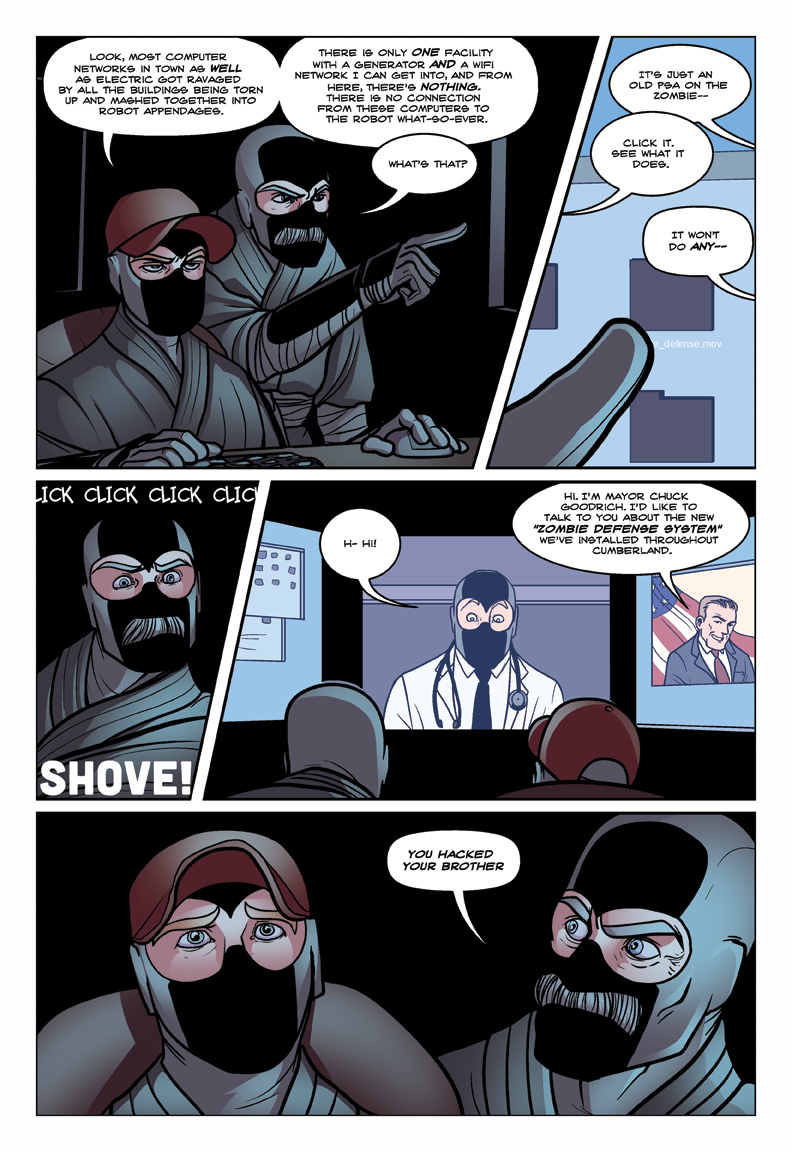 LOOK, MOST COMPUTER
NETWORKS IN TOWN AS WELL
AS ELECTRIC GOT RAVAGED
BY ALL THE BUILDINGS BEING TORN
UP AND MASHED TOGETHER INTO
ROBOT APPENDAGES.
THERE IS ONLY ONE FACILITY
WITH A GENERATOR AND A WIFI
NETWORK I CAN GET INTO, AND FROM
HERE, THERE'S NOTHING.
THERE IS NO CONNECTION
FROM THESE COMPUTERS TO
THE ROBOT WHAT-SO-EVER.
WHAT'S THAT?
IT'S JUST AN
OLD PSA ON THE
ZOMBIE--
CLICK IT.
SEE WHAT IT
DOES.
IT WON'T
DO ANY--
e_defense.mov
LICK CLICK CLICK CLIC
SHOVE!
H- HI!
HI. I'M MAYOR CHUCK
GOODRICH. I'D LIKE TO
TALK TO YOU ABOUT THE NEW
"ZOMBIE DEFENSE SYSTEM"
WE'VE INSTALLED THROUGHOUT
CUMBERLAND.
YOU HACKED
YOUR BROTHER